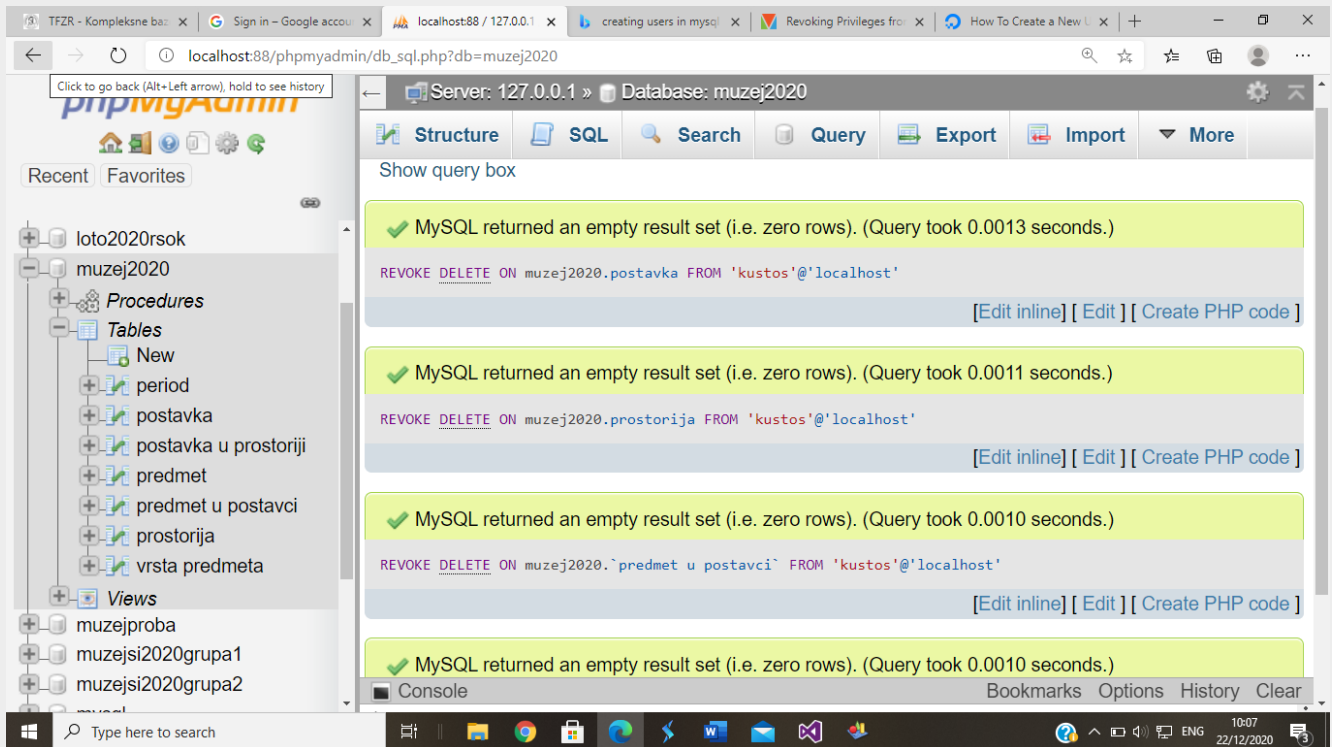 TFZR - Kompleksne baz
Sign in – Google accou
localhost:88 / 127.0.0.1
creating users in mysql
Revoking Privileges fro
How To Create a New U
localhost:88/phpmyadmin/db_sql.php?db=muzej2020
Click to go back (Alt+Left arrow), hold to see history
phpMyAdmin
Recent Favorites
loto2020rsok
muzej2020
Procedures
Tables
New
period
postavka
postavka u prostoriji
predmet
predmet u postavci
prostorija
vrsta predmeta
Views
muzejproba
muzejsi2020grupa1
muzejsi2020grupa2
Server: 127.0.0.1 » Database: muzej2020
Structure SQL Search Query Export Import More
Show query box
MySQL returned an empty result set (i.e. zero rows). (Query took 0.0013 seconds.)
REVOKE DELETE ON muzej2020.postavka FROM 'kustos'@'localhost'
[Edit inline] [ Edit ] [ Create PHP code ]
MySQL returned an empty result set (i.e. zero rows). (Query took 0.0011 seconds.)
REVOKE DELETE ON muzej2020.prostorija FROM 'kustos'@'localhost'
[Edit inline] [ Edit ] [ Create PHP code ]
MySQL returned an empty result set (i.e. zero rows). (Query took 0.0010 seconds.)
REVOKE DELETE ON muzej2020.`predmet u postavci` FROM 'kustos'@'localhost'
[Edit inline] [ Edit ] [ Create PHP code ]
MySQL returned an empty result set (i.e. zero rows). (Query took 0.0010 seconds.)
Console Bookmarks Options History Clear
Type here to search
ENG
10:07
22/12/2020
3